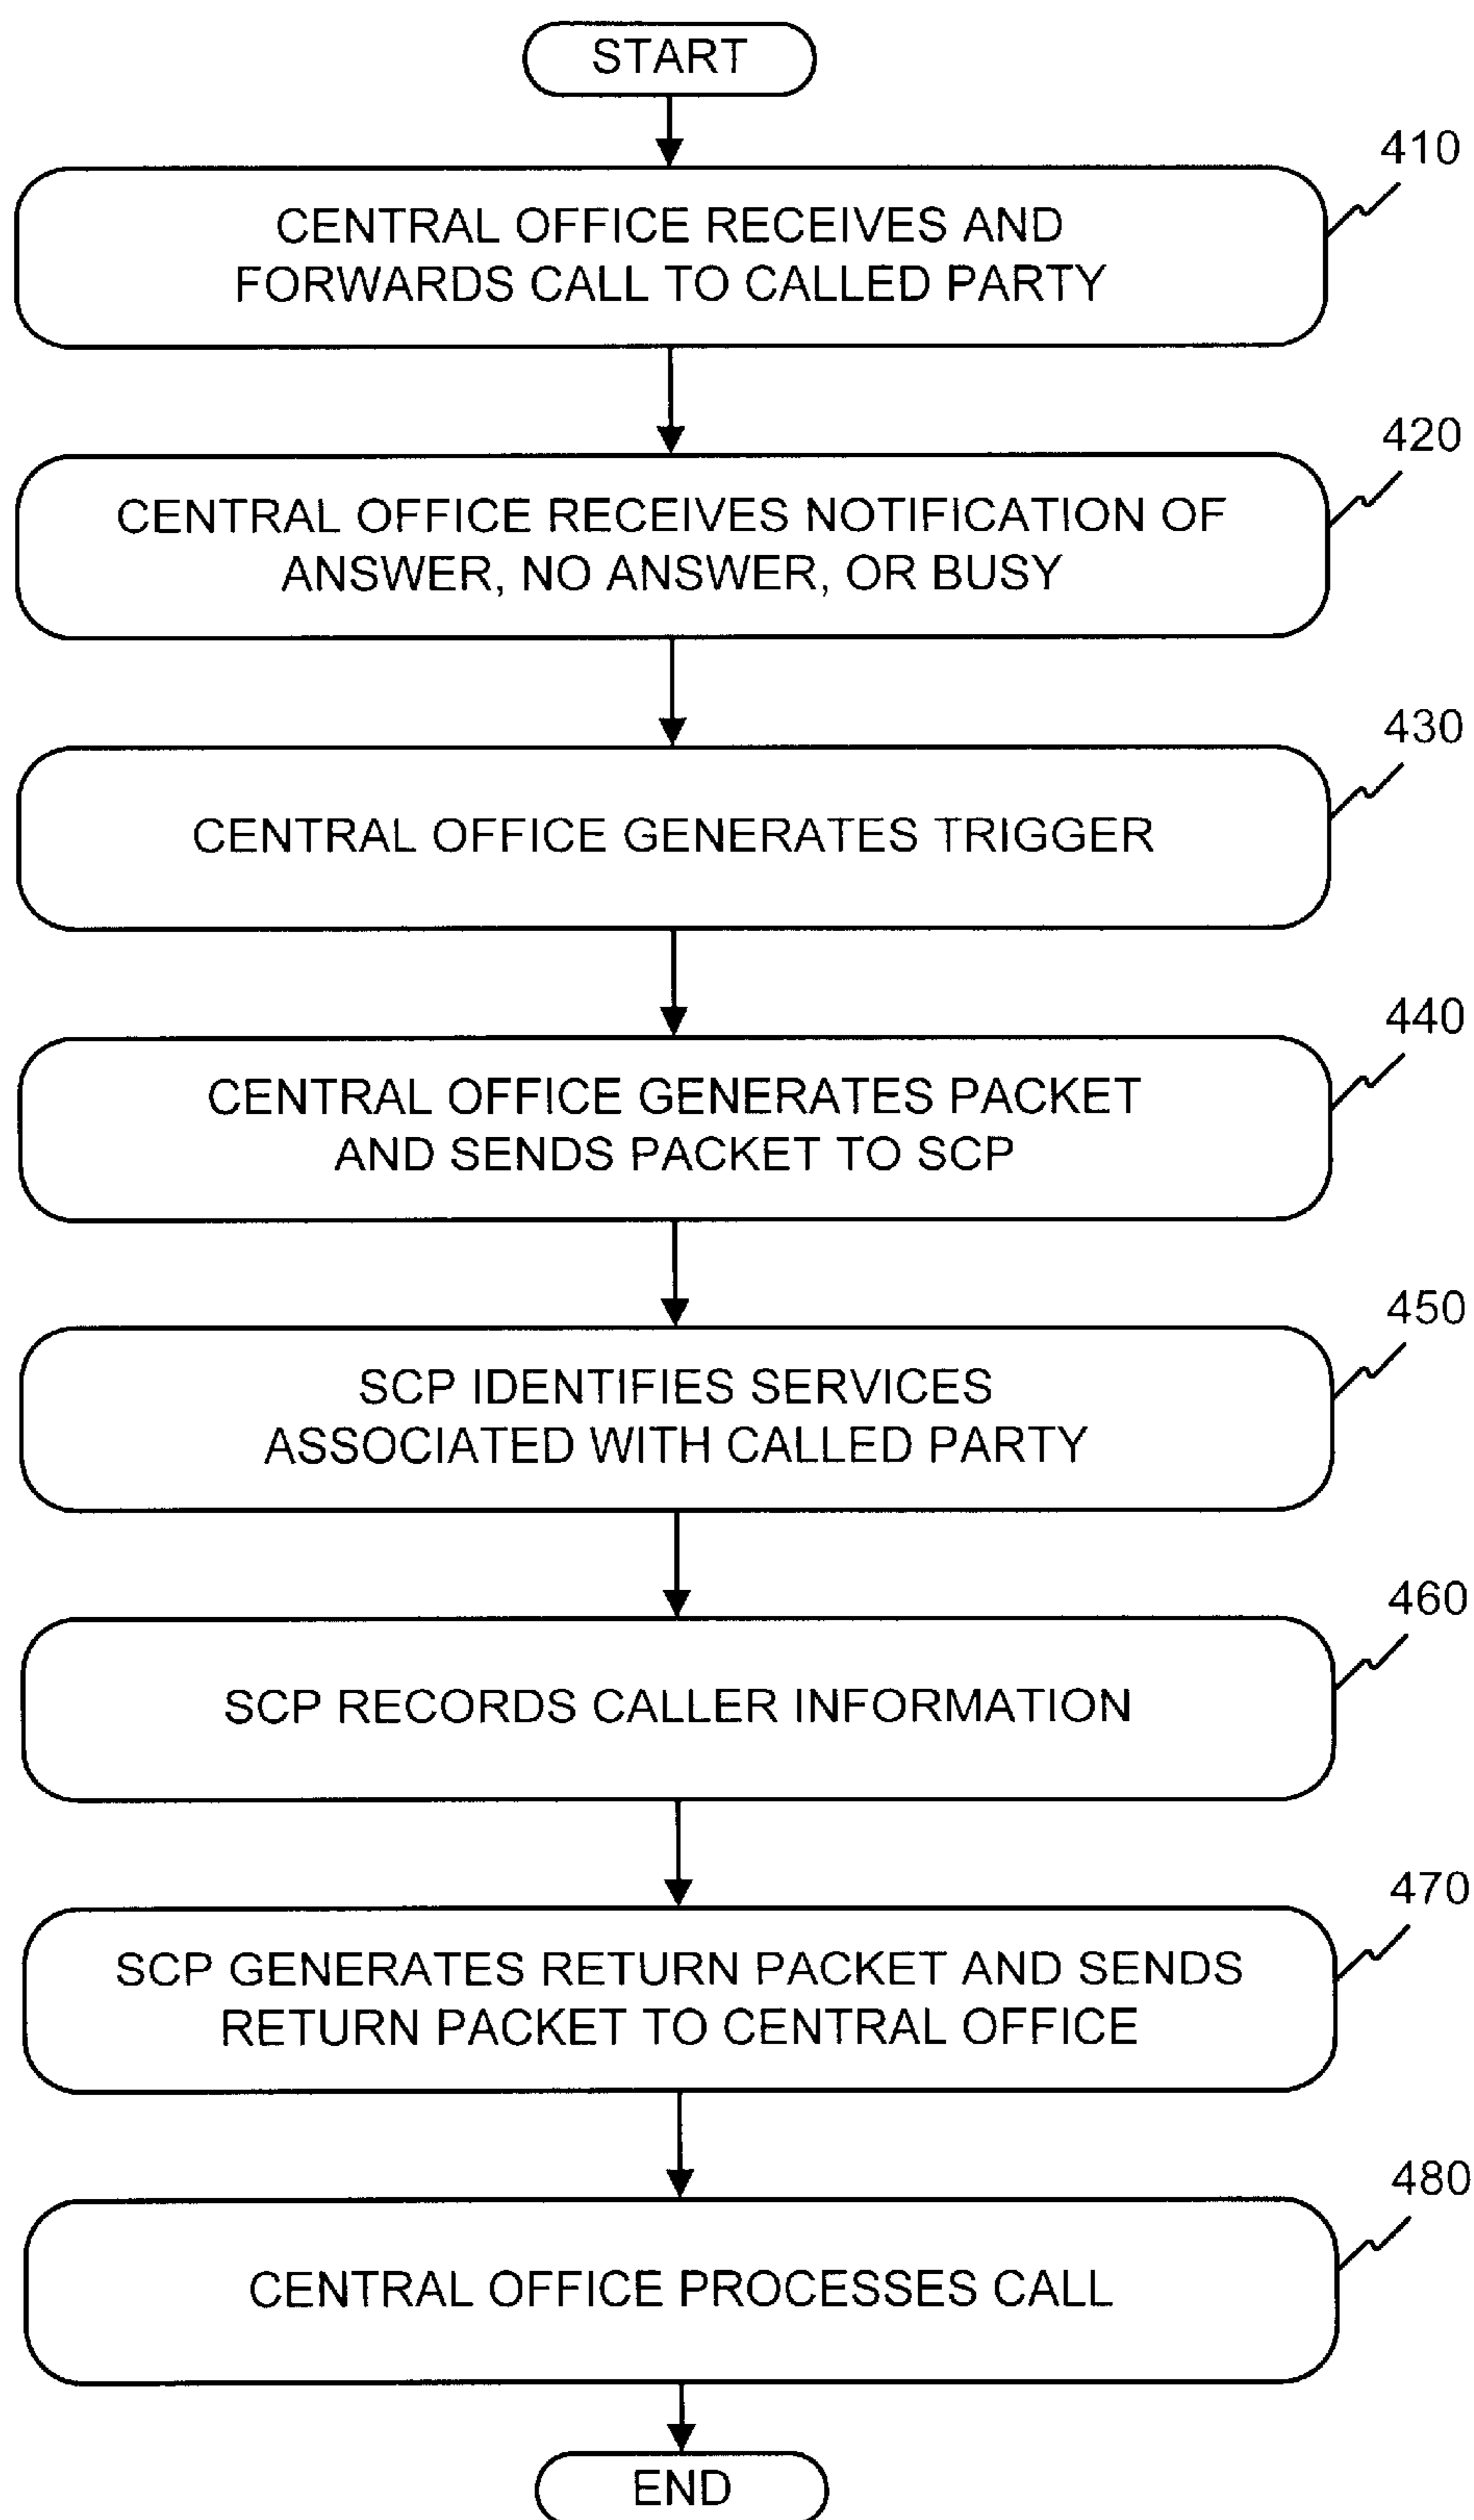 START
410
CENTRAL OFFICE RECEIVES AND
FORWARDS CALL TO CALLED PARTY
420
CENTRAL OFFICE RECEIVES NOTIFICATION OF
ANSWER, NO ANSWER, OR BUSY
430
CENTRAL OFFICE GENERATES TRIGGER
440
CENTRAL OFFICE GENERATES PACKET
AND SENDS PACKET TO SCP
450
SCP IDENTIFIES SERVICES
ASSOCIATED WITH CALLED PARTY
460
SCP RECORDS CALLER INFORMATION
470
SCP GENERATES RETURN PACKET AND SENDS
RETURN PACKET TO CENTRAL OFFICE
480
CENTRAL OFFICE PROCESSES CALL
END